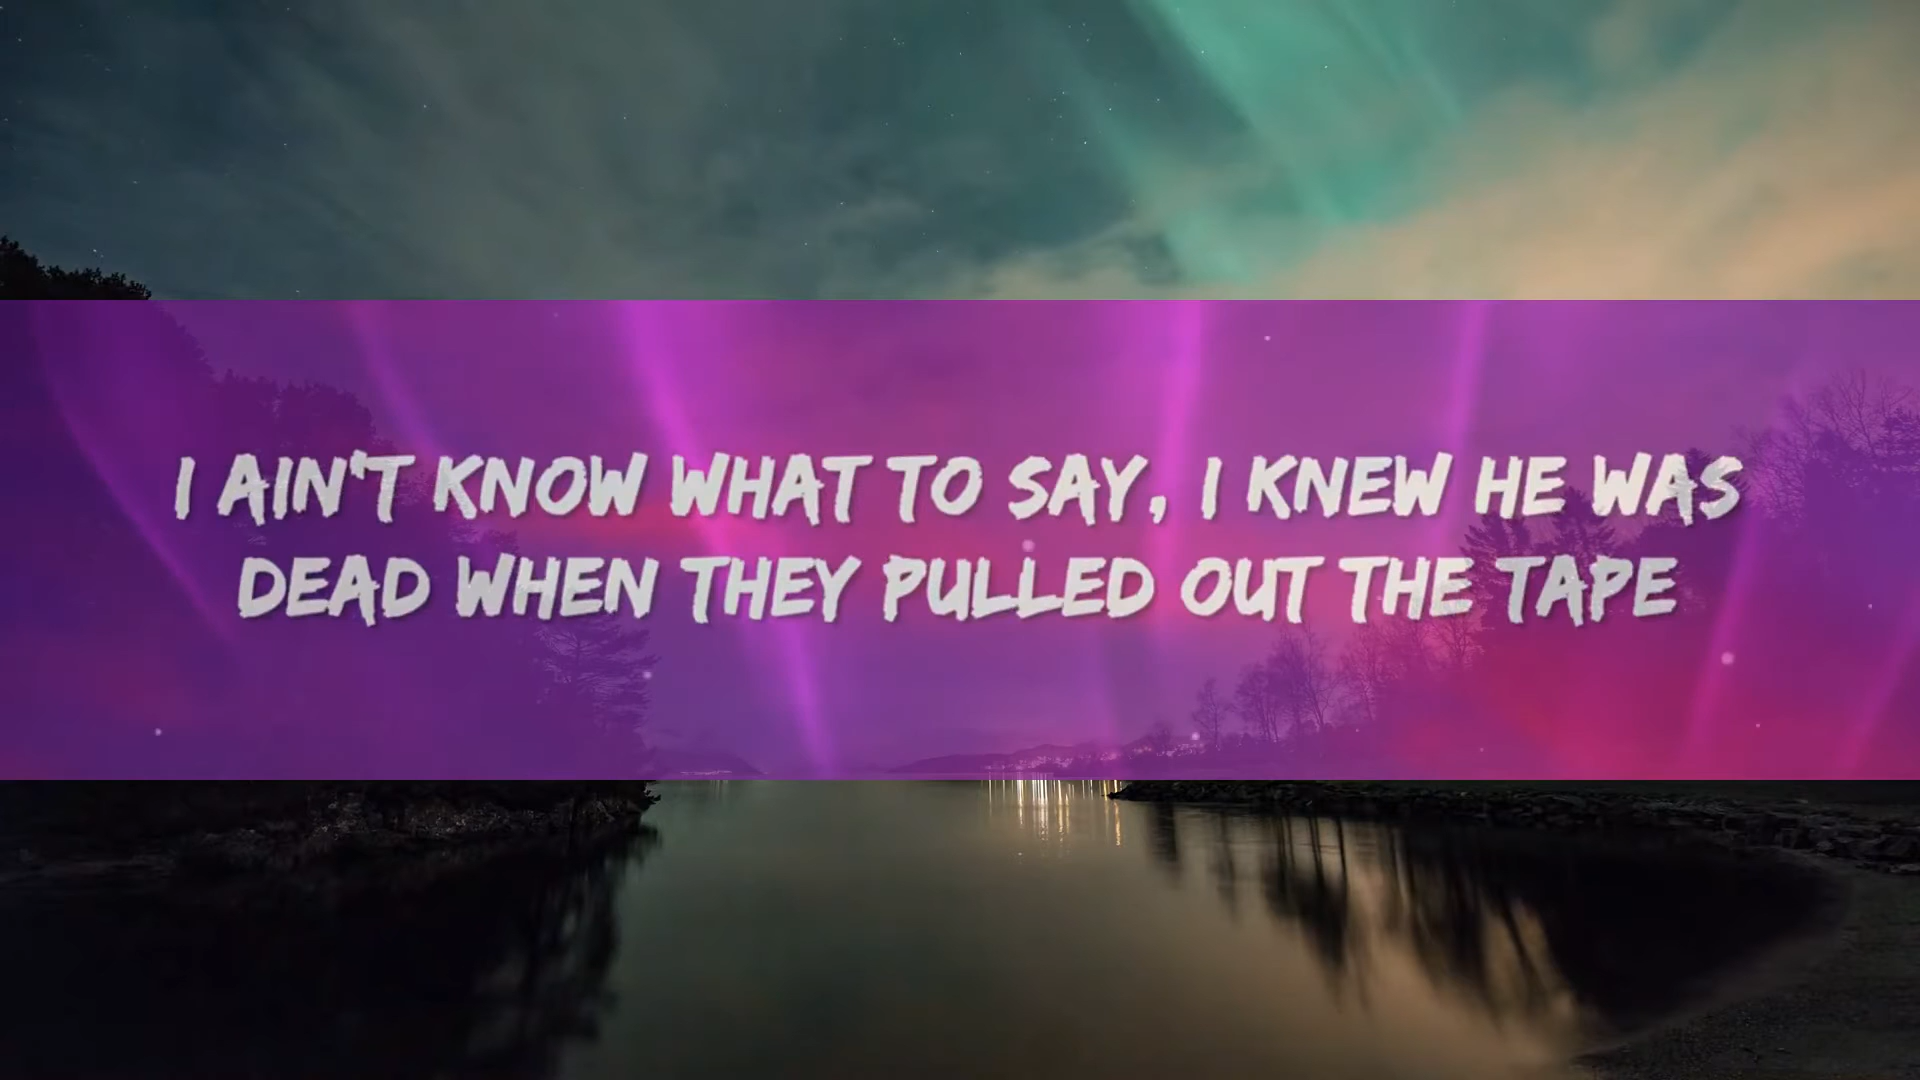 I AIN'T KNOW WHAT TO SAY, I KNEW HE WAS
DEAD WHEN THEY PULLED OUT THE TAPE